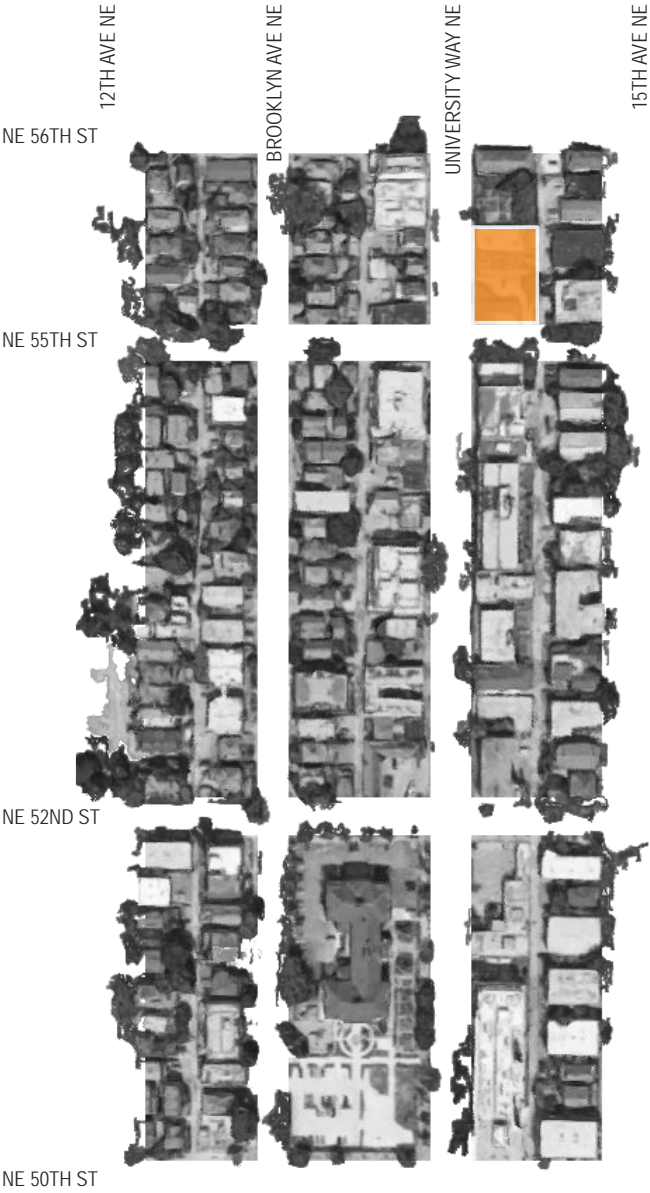 12TH AVE NE
BROOKLYN AVE NE
UNIVERSITY WAY NE
15TH AVE NE
NE 56TH ST
NE 55TH ST
NE 52ND ST
NE 50TH ST